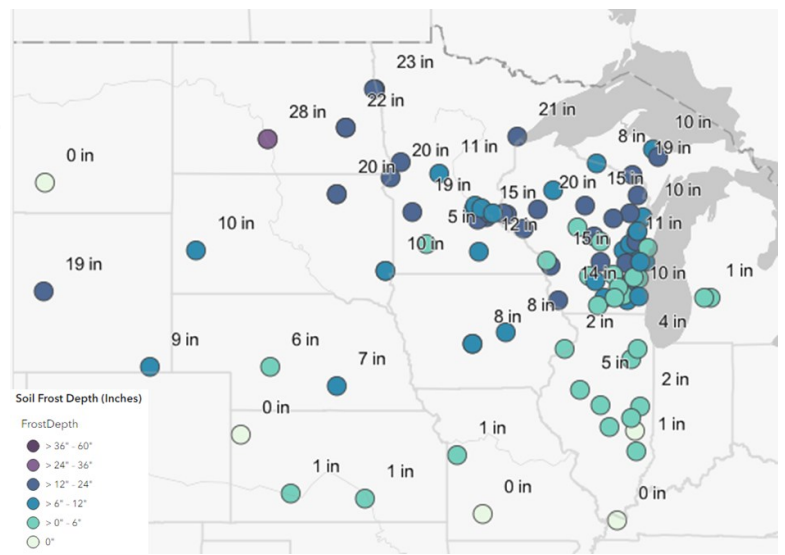 23 in
22 in
28 in
21 in
10 in
8 in
19 in
0 in
20 in
11 in
20 in
19 in
15 in
20 in
15 in
10 in
10 in
5 in
12 in
11 in
10 in
15 in
19 in
14 in
10 in
1 in
8 in
8 in
2 in
4 in
9 in
6 in
7 in
5 in
2 in
0 in
1 in
1 in
1 in
1 in
0 in
0 in
Soil Frost Depth (Inches)
FrostDepth
> 36" - 60"
> 24" - 36"
> 12" - 24"
> 6" - 12"
> 0" - 6"
0"